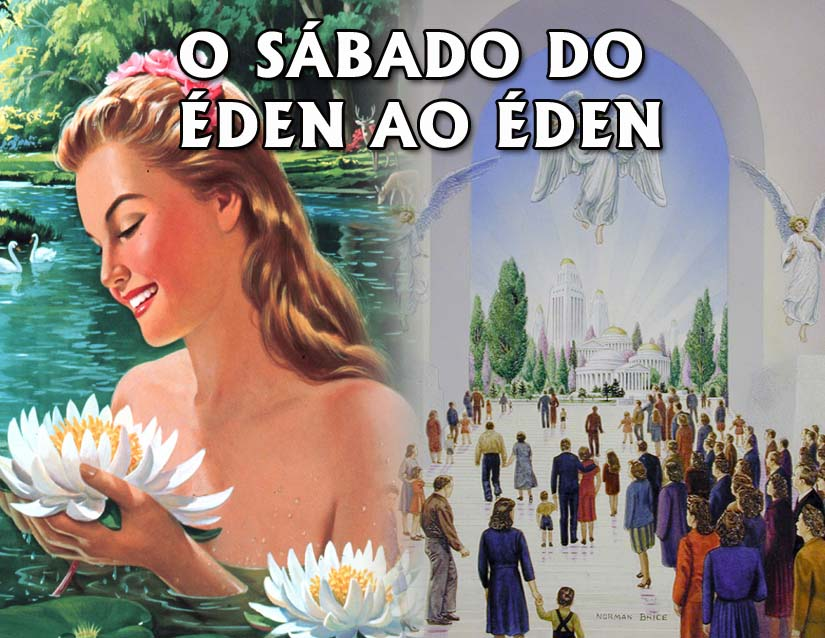 O SÁBADO DO
ÉDEN AO ÉDEN
NORMAN BRICE